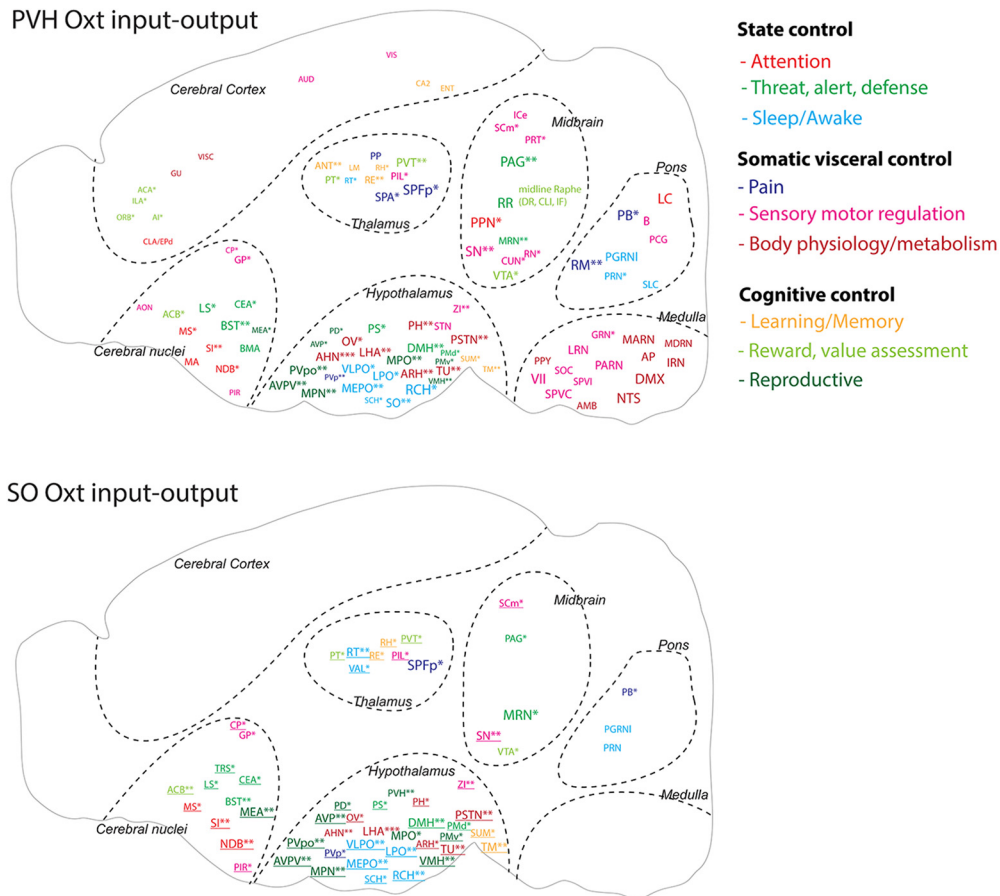 PVH Oxt input-output
State control
- Attention
- Threat, alert, defense
- Sleep/Awake
Somatic visceral control
- Pain
- Sensory motor regulation
- Body physiology/metabolism
Cognitive control
- Learning/Memory
- Reward, value assessment
- Reproductive
Cerebral Cortex
VIS
AUD
CA2
ENT
VISC
GU
ACA*
ILA*
ORB* AI*
CLA/EPd
Thalamus
PP
ANT** LM RH* PVT**
PT* RT* RE** PIL*
SPA* SPFp*
Midbrain
ICe
SCm*
PRT*
PAG**
midline Raphe
RR (DR, CLI, IF)
PPN*
MRN**
SN** RN*
CUN*
VTA*
Pons
LC
PB* B
PCG
RM** PGRNI
PRN*
SLC
Cerebral nuclei
CP*
GP*
AON ACB* LS* CEA*
MS* BST** MEA*
SI** BMA
MA NDB*
PIR
Hypothalamus
ZI**
PD* PS* PH** STN
AVP* OV* PSTN**
AHN*** LHA** DMH** PMd*
MPO** PMv* SUM*
PVpo** VLPO* ARH** TU** TM**
PVp** LPO* VMH**
AVPV** MEPO** RCH*
MPN** SCH* SO**
Medulla
GRN* MARN MDRN
LRN
PPY SOC PARN AP IRN
VII SPVI DMX
SPVC NTS
AMB
SO Oxt input-output
Cerebral Cortex
Thalamus
RH* PVT*
PT* RT** RE* PIL*
VAL* SPFp*
Midbrain
SCm*
PAG*
MRN*
SN**
VTA*
Pons
PB*
PGRNI
PRN
Cerebral nuclei
CP*
GP*
TRS*
ACB** LS* CEA*
MS* BST** MEA**
SI**
NDB**
PIR*
Hypothalamus
ZI**
PVH**
PD* PS* PH*
AVP** OV* PSTN**
DMH** PMd*
AHN** LHA*** MPO* PMv* SUM*
PVpo** VLPO** ARH* TU** TM**
PVp* LPO**
AVPV** MEPO** VMH**
MPN** SCH* RCH**
Medulla